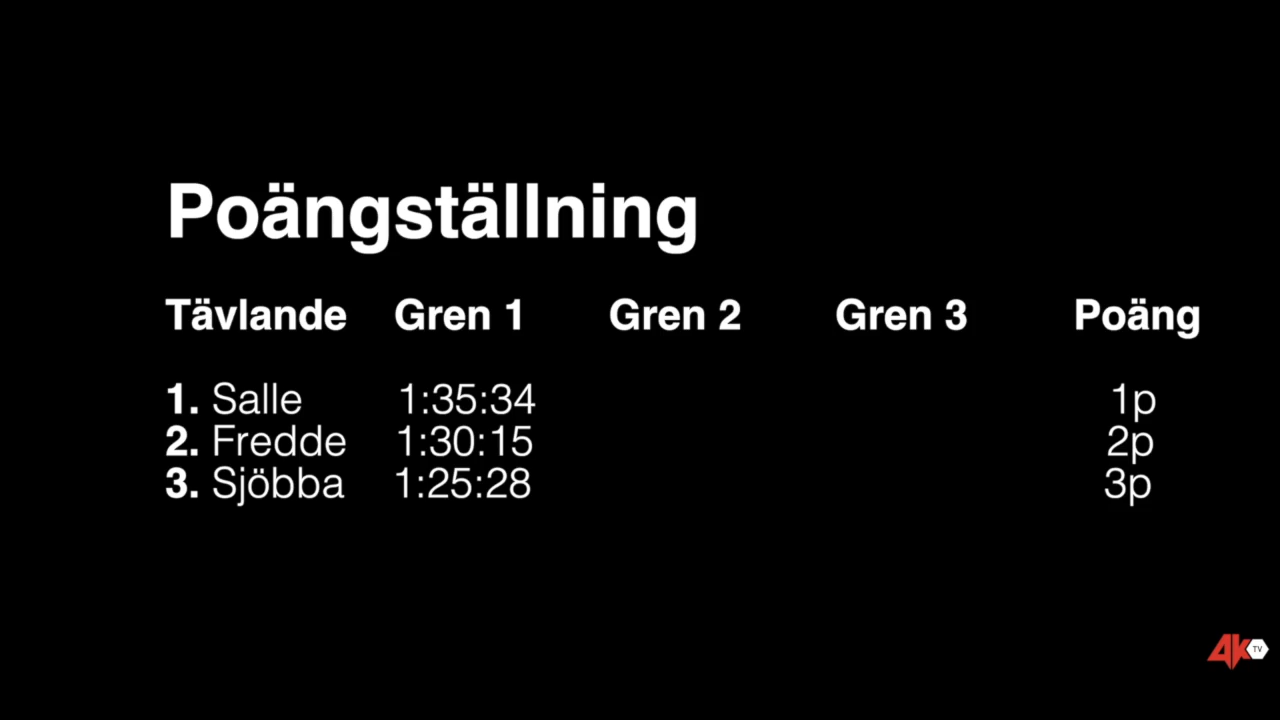 Poängställning
Tävlande Gren 1 Gren 2 Gren 3 Poäng
1. Salle 1:35:34 1p
2. Fredde 1:30:15 2p
3. Sjöbba 1:25:28 3p
4K TV